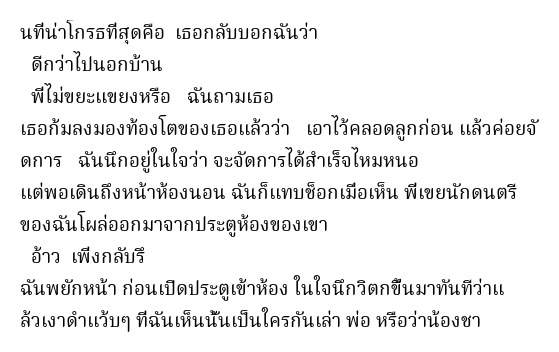 นที่น่าโกรธที่สุดคือ  เธอกลับบอกฉันว่า
ดีกว่าไปนอกบ้าน
พี่ไม่ขยะแขยงหรือ   ฉันถามเธอ
เธอก้มลงมองท้องโตของเธอแล้วว่า   เอาไว้คลอดลูกก่อน แล้วค่อยจั
ดการ   ฉันนึกอยู่ในใจว่า จะจัดการได้สำเร็จไหมหนอ
แต่พอเดินถึงหน้าห้องนอน ฉันก็แทบช็อกเมื่อเห็น พี่เขยนักดนตรี
ของฉันโผล่ออกมาจากประตูห้องของเขา
อ้าว  เพิ่งกลับรึ
ฉันพยักหน้า ก่อนเปิดประตูเข้าห้อง ในใจนึกวิตกขึ้นมาทันทีว่าแ
ล้วเงาดำแว้บๆ ที่ฉันเห็นนั้นเป็นใครกันเล่า พ่อ หรือว่าน้องชา